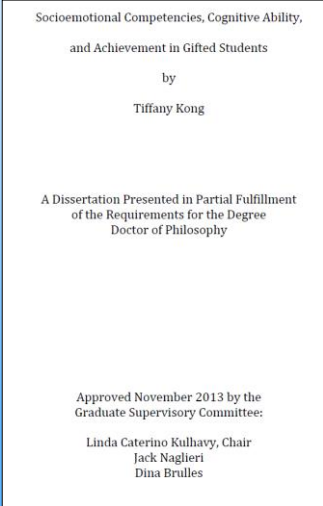 Socioemotional Competencies, Cognitive Ability,
and Achievement in Gifted Students
by
Tiffany Kong
A Dissertation Presented in Partial Fulfillment
of the Requirements for the Degree
Doctor of Philosophy
Approved November 2013 by the
Graduate Supervisory Committee:
Linda Caterino Kulhavy, Chair
Jack Naglieri
Dina Brulles